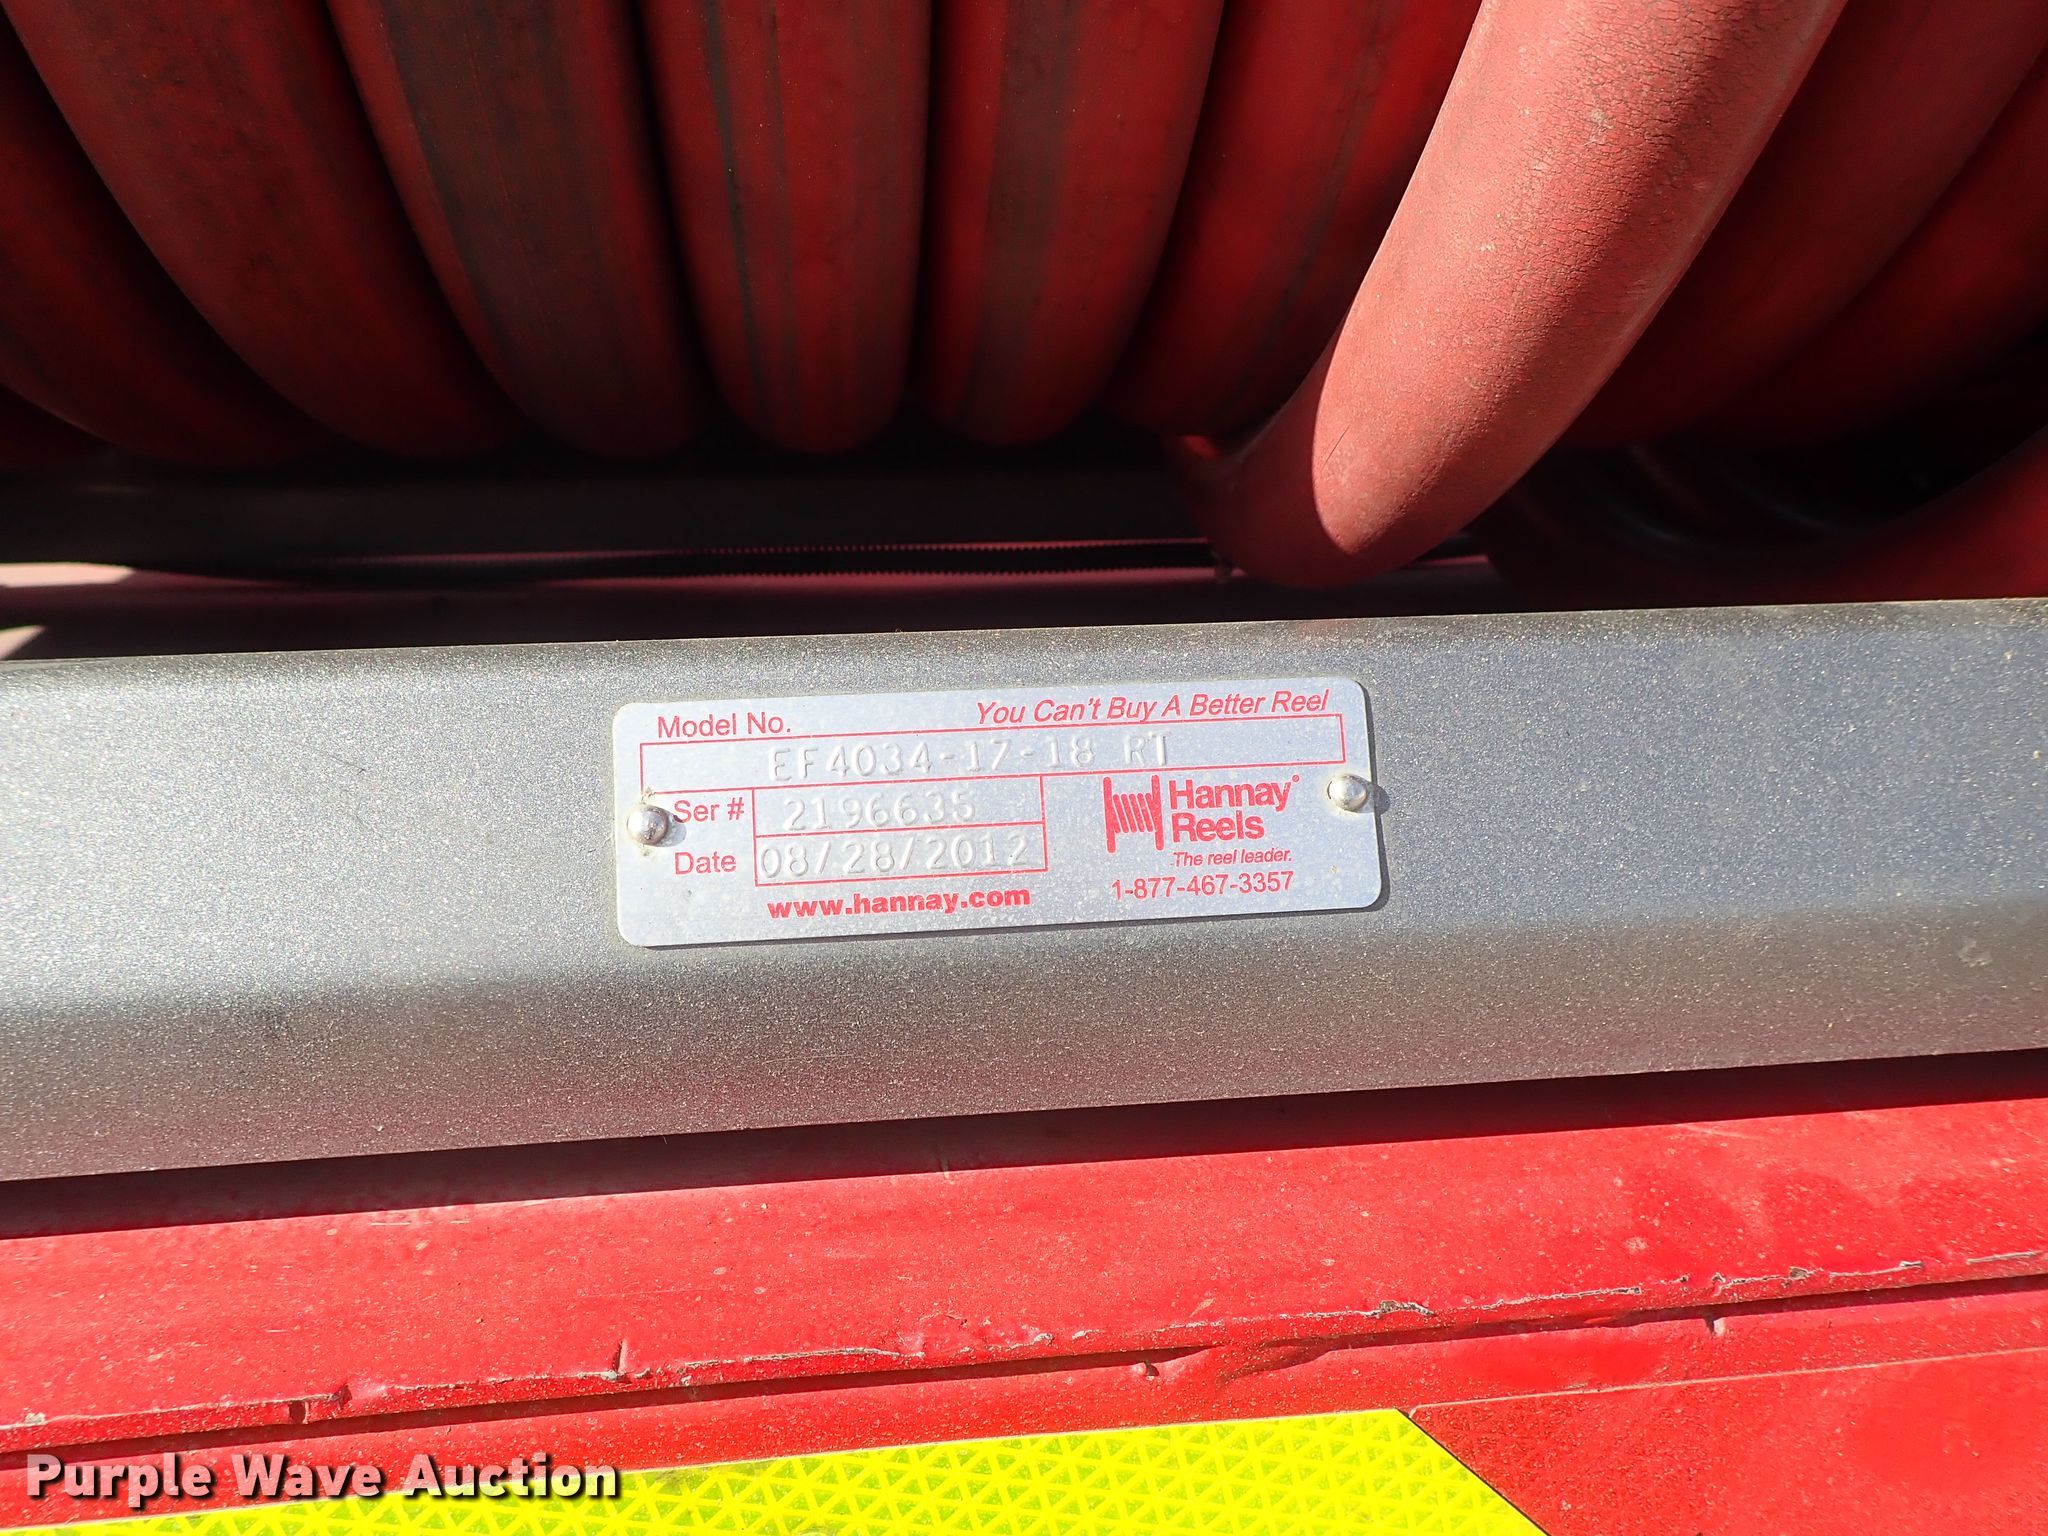 Model No. You Can't Buy A Better Reel
EF4034-17-18 RT
Ser # 2196635
Date 08/28/2012
www.hannay.com
Hannay®
Reels
The reel leader.
1-877-467-3357
Purple Wave Auction